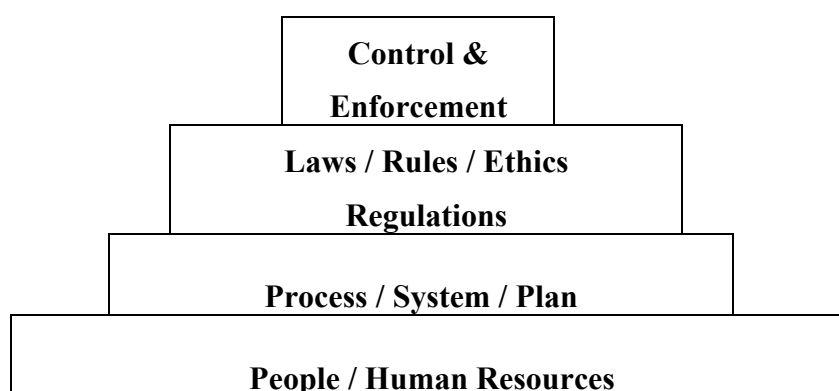 Control &
Enforcement
Laws / Rules / Ethics
Regulations
Process / System / Plan
People / Human Resources